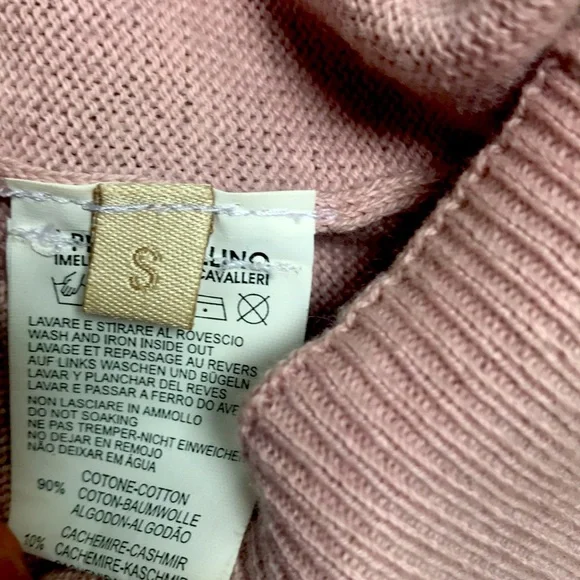 S
IMEL
CAVALLERI
LAVARE E STIRARE AL ROVESCIO
WASH AND IRON INSIDE OUT
LAVAGE ET REPASSAGE AU REVERS
AUF LINKS WASCHEN UND BÜGELN
LAVAR Y PLANCHAR DEL REVES
LAVAR E PASSAR A FERRO DO AVE
NON LASCIARE IN AMMOLLO
DO NOT SOAKING
NE PAS TREMPER-NICHT EINWEICHE
NO DEJAR EN REMOJO
NÃO DEIXAR EM ÁGUA
COTONE-COTTON
90% COTON-BAUMWOLLE
ALGODON-ALGODÃO
CACHEMIRE-CASHMIR
10% CACHEMIRE-KASCHMIR